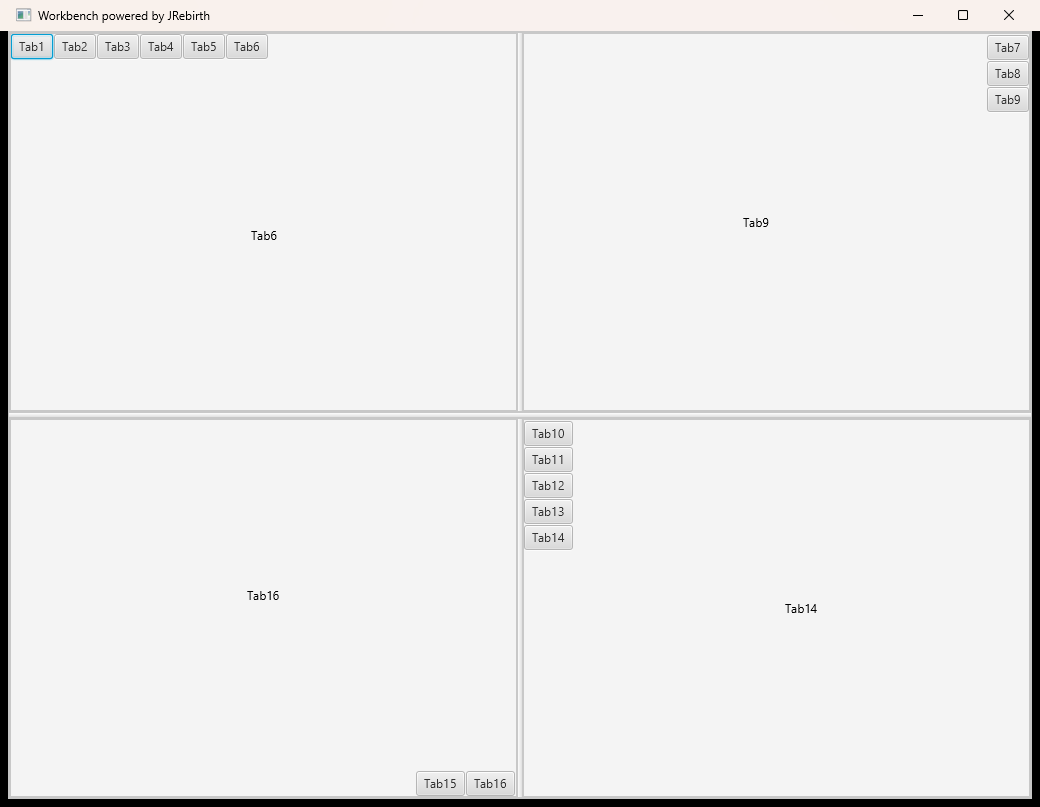 Workbench powered by JRebirth
Tab1 Tab2 Tab3 Tab4 Tab5 Tab6
Tab6
Tab7
Tab8
Tab9
Tab9
Tab16
Tab15 Tab16
Tab10
Tab11
Tab12
Tab13
Tab14
Tab14